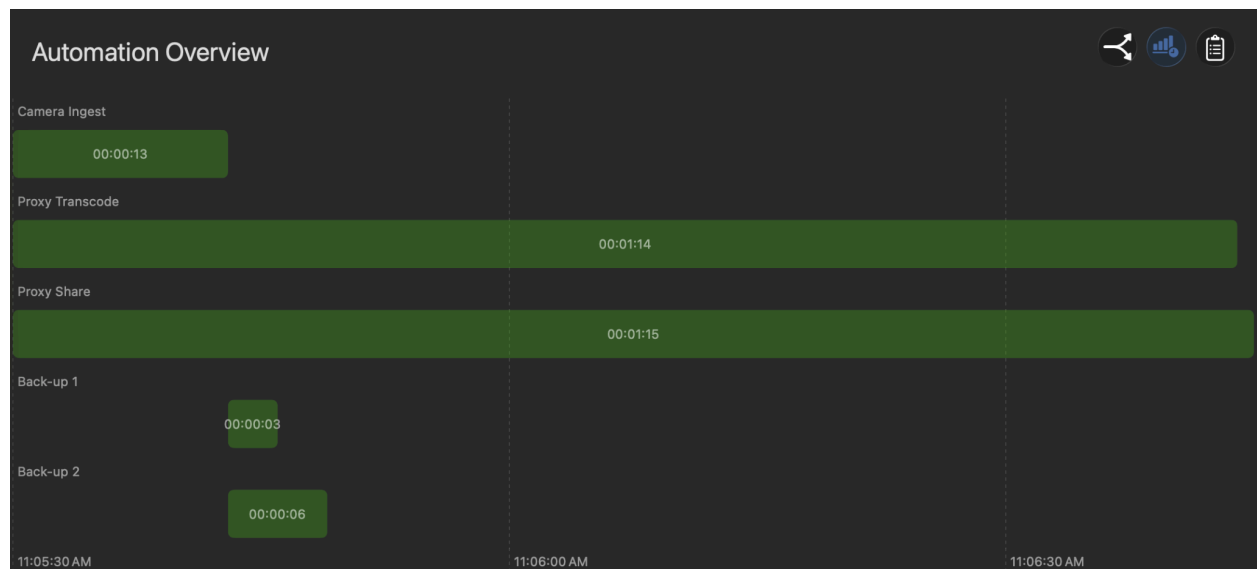 Automation Overview
Camera Ingest
00:00:13
Proxy Transcode
00:01:14
Proxy Share
00:01:15
Back-up 1
00:00:03
Back-up 2
00:00:06
11:05:30 AM
11:06:00 AM
11:06:30 AM